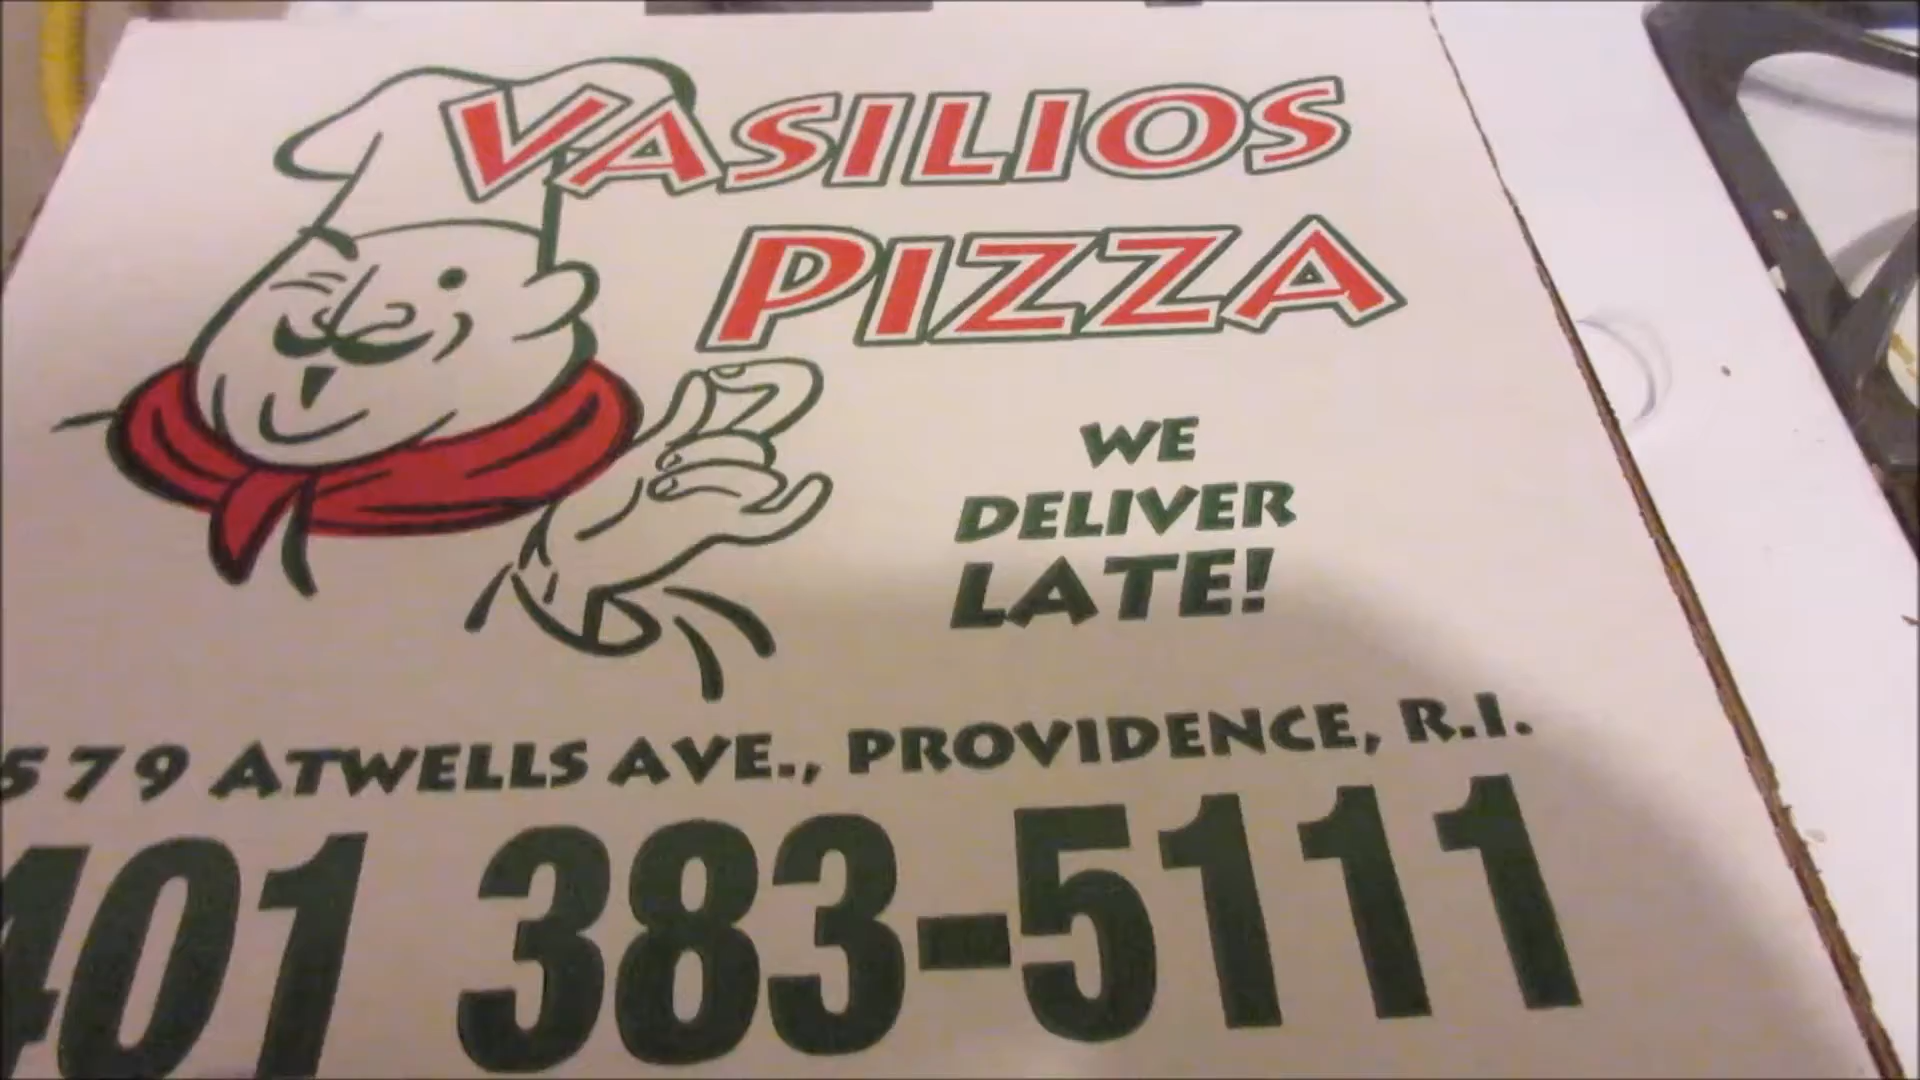 VASILIOS
PIZZA
WE
DELIVER
LATE!
579 ATWELLS AVE., PROVIDENCE, R.I.
401 383-5111